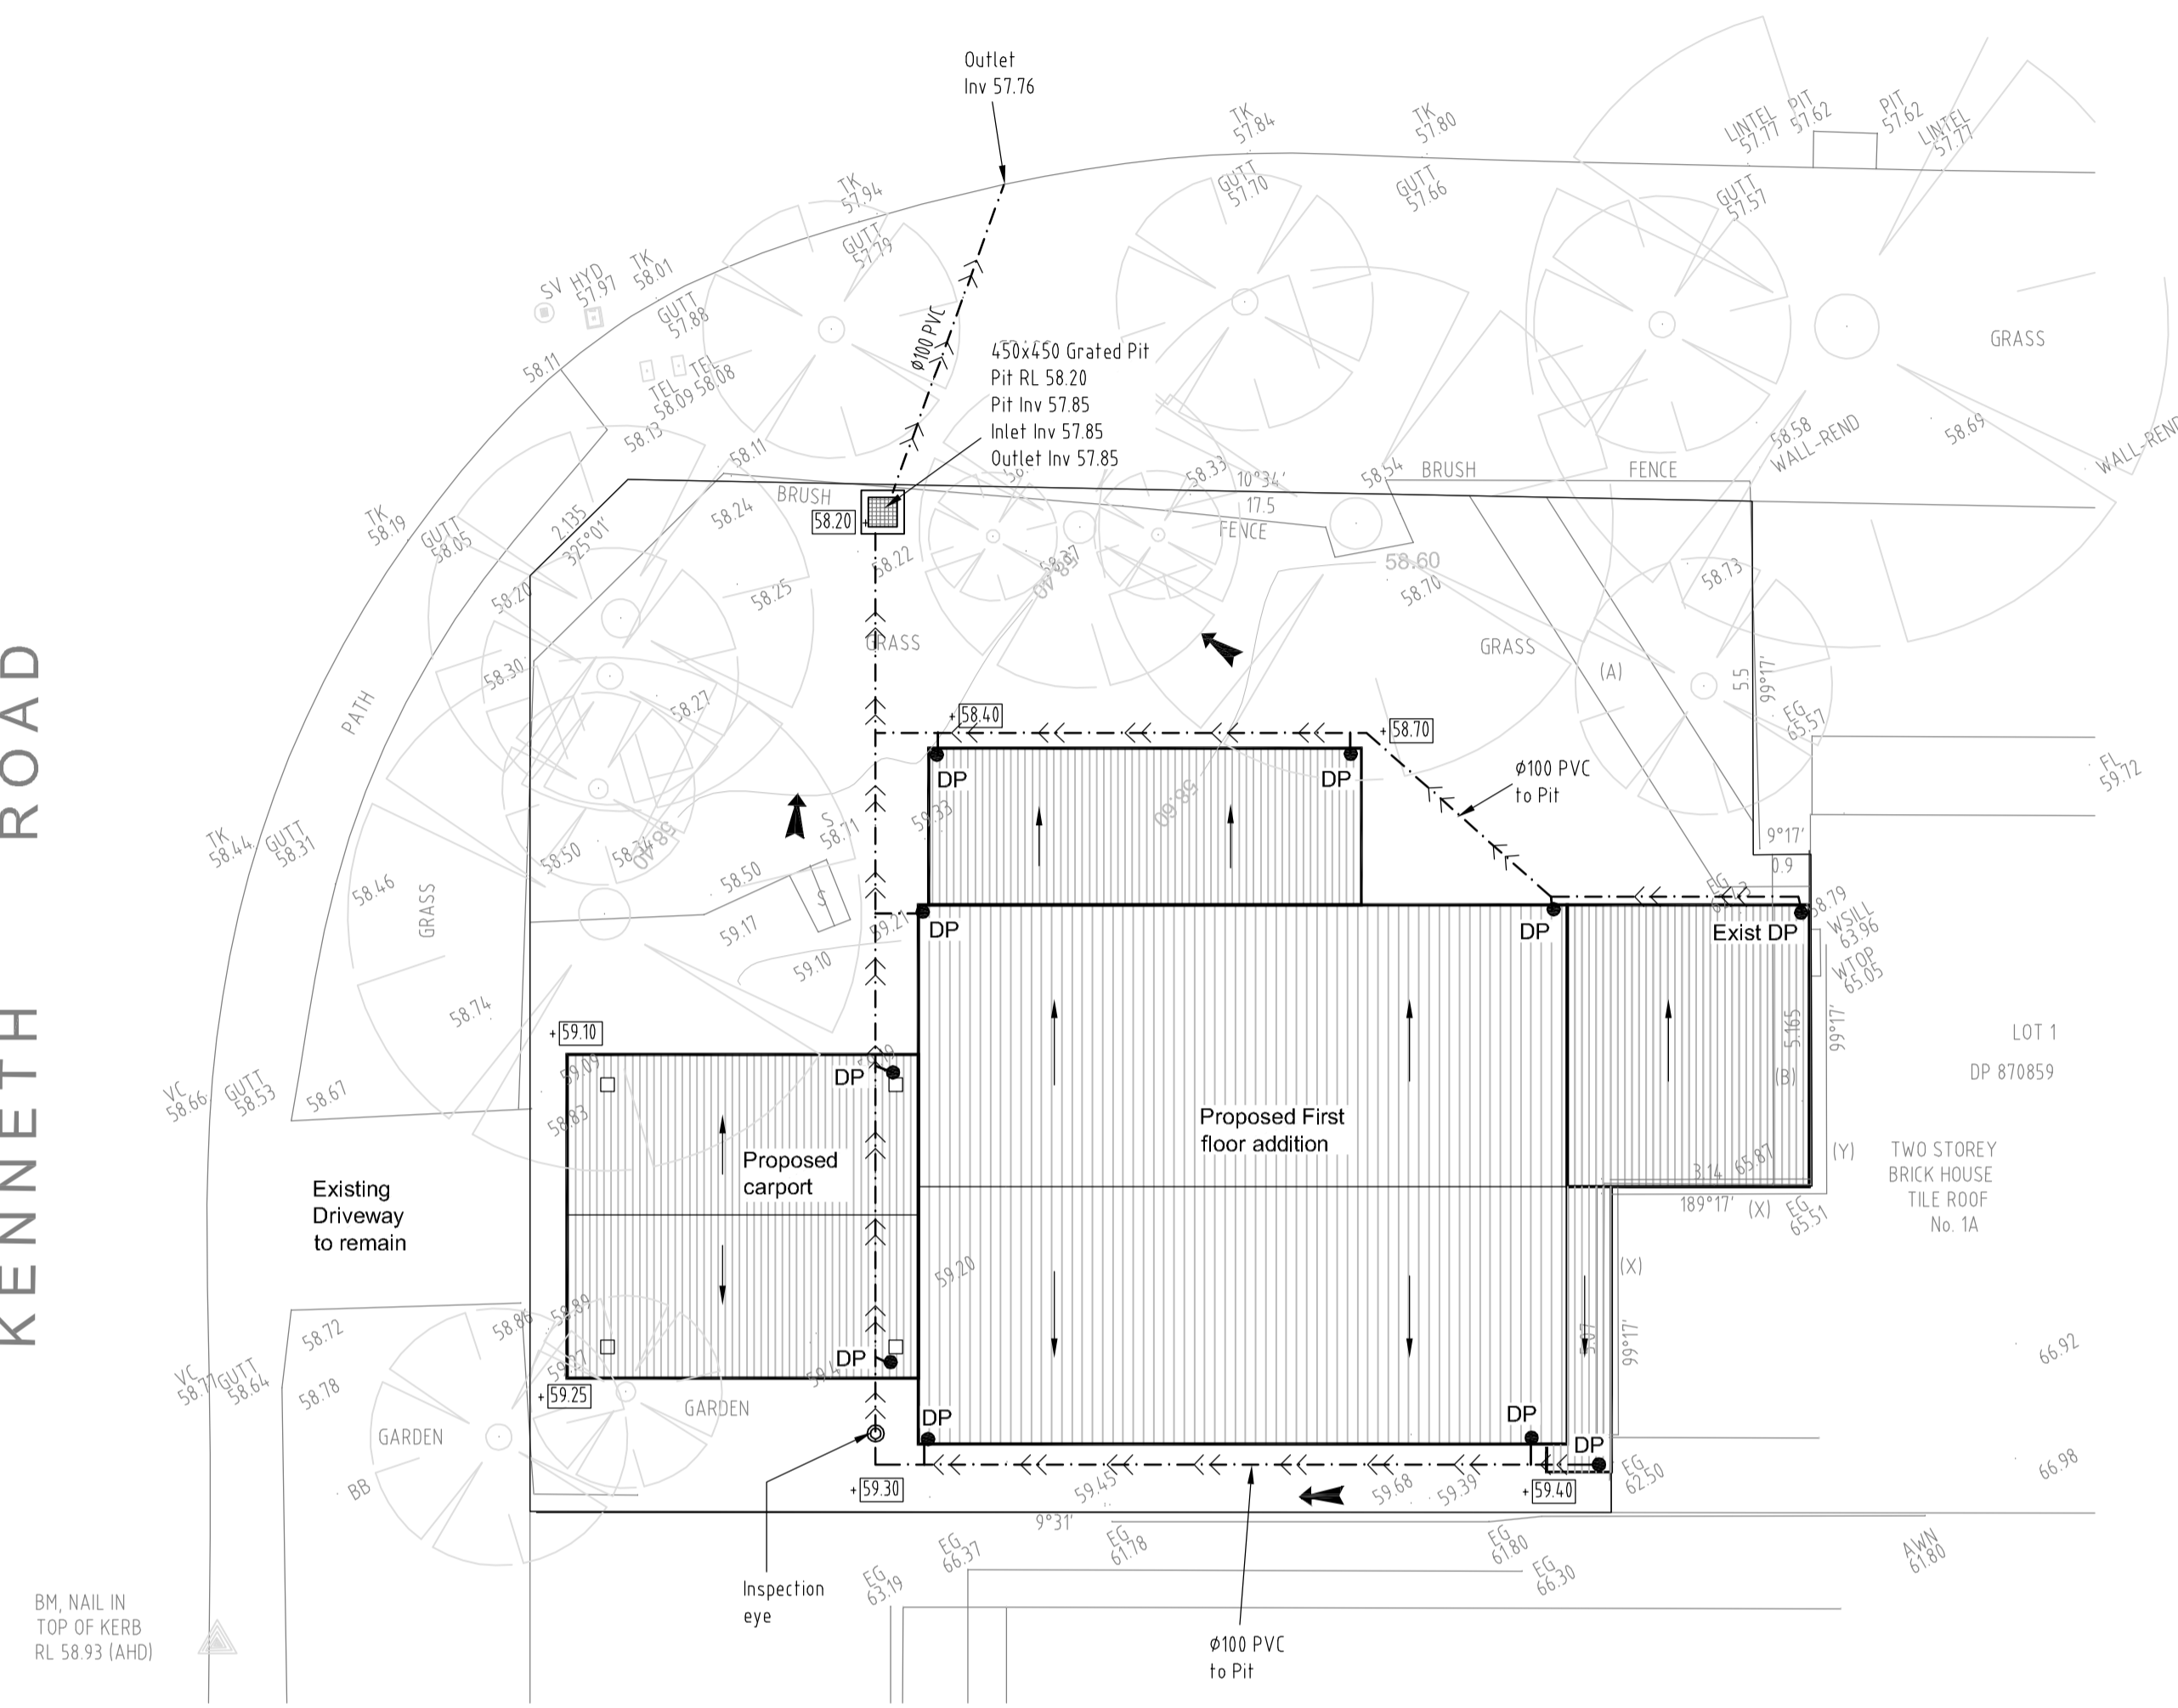 Outlet
Inv 57.76
TK
57.84
TK
57.80
LINTEL
57.77
PIT
57.62
PIT
57.62
LINTEL
57.77
TK
57.94
GUTT
57.79
GUTT
57.70
GUTT
57.66
GUTT
57.57
SV
HYD
57.97
TK
58.01
GUTT
57.88
58.11
TEL
58.09
TEL
58.08
58.13
58.11
Ø100 PVC
450x450 Grated Pit
Pit RL 58.20
Pit Inv 57.85
Inlet Inv 57.85
Outlet Inv 57.85
GRASS
58.58
WALL-REND
58.69
WALL-REND
58.33
10°34'
17.5
58.54
BRUSH
FENCE
BRUSH
FENCE
58.24
58.20
58.22
TK
58.19
GUTT
58.05
2.135
325°01'
58.20
58.25
58.37
58.40
58.60
58.70
58.73
GRASS
GRASS
(A)
5.5
99°17'
58.30
58.27
PATH
58.40
58.70
EG
65.57
FL
59.72
DP
DP
Ø100 PVC
to Pit
58.60
59.33
S
58.71
S
TK
58.44
GUTT
58.31
58.50
58.34
58.40
58.46
GRASS
58.50
59.17
59.10
59.21
58.74
9°17'
0.9
EG
58.79
WSILL
63.96
WTOP
65.05
DP
DP
Exist DP
59.10
59.09
58.83
DP
5.165
99°17'
(B)
LOT 1
DP 870859
KENNETH ROAD
VC
58.66
GUTT
58.53
58.67
Proposed First
floor addition
Proposed
carport
Existing
Driveway
to remain
3.14
65.87
189°17'
(X)
EG
65.51
(Y)
TWO STOREY
BRICK HOUSE
TILE ROOF
No. 1A
(X)
59.20
5.07
99°17'
58.72
58.86
58.89
DP
VC
58.77
GUTT
58.64
58.78
59.25
GARDEN
GARDEN
DP
DP
DP
66.92
66.98
BB
59.30
59.45
59.68
59.39
59.40
EG
62.50
9°31'
EG
66.37
EG
61.78
EG
61.80
EG
66.30
AWN
61.80
EG
63.19
Inspection
eye
BM, NAIL IN
TOP OF KERB
RL 58.93 (AHD)
Ø100 PVC
to Pit